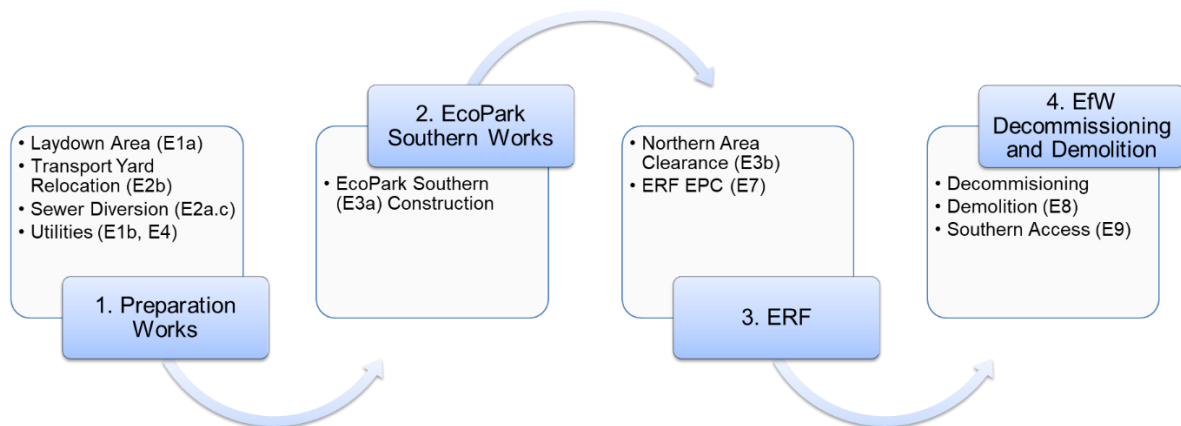 • Laydown Area (E1a)
• Transport Yard
Relocation (E2b)
• Sewer Diversion (E2a.c)
• Utilities (E1b, E4)
1. Preparation
Works
2. EcoPark
Southern Works
• EcoPark Southern
(E3a) Construction
• Northern Area
Clearance (E3b)
• ERF EPC (E7)
3. ERF
4. EfW
Decommissioning
and Demolition
• Decommisioning
• Demolition (E8)
• Southern Access (E9)